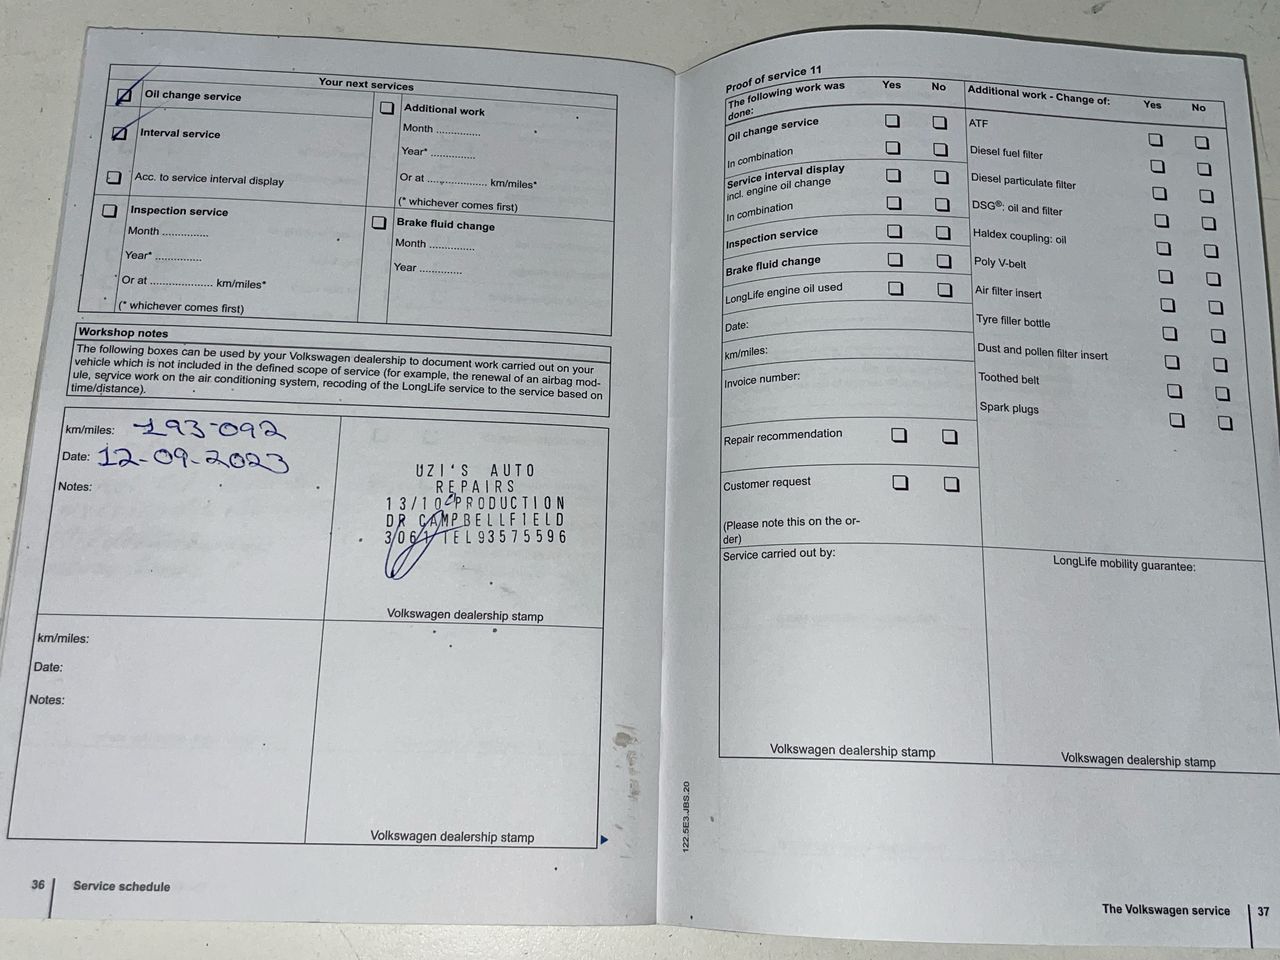 Your next services
Oil change service
Interval service
Acc. to service interval display
Inspection service
Month ...............
Year* ...............
Or at .................... km/miles*
(* whichever comes first)
Additional work
Month ..............
Year* ..............
Or at ................... km/miles*
(* whichever comes first)
Brake fluid change
Month ..............
Year .............
Workshop notes
The following boxes can be used by your Volkswagen dealership to document work carried out on your
vehicle which is not included in the defined scope of service (for example, the renewal of an airbag mod-
ule, service work on the air conditioning system, recoding of the LongLife service to the service based on
time/distance).
km/miles: 193-092
Date: 12-09-2023
Notes:
UZI'S AUTO
REPAIRS
13/10 PRODUCTION
DR CAMPBELLFIELD
3061 TEL93575596
Volkswagen dealership stamp
km/miles:
Date:
Notes:
Volkswagen dealership stamp
36 Service schedule
Proof of service 11
The following work was
done:
Yes No
Oil change service
In combination
Service interval display
incl. engine oil change
In combination
Inspection service
Brake fluid change
LongLife engine oil used
Date:
km/miles:
Invoice number:
Repair recommendation
Customer request
(Please note this on the or-
der)
Additional work - Change of: Yes No
ATF
Diesel fuel filter
Diesel particulate filter
DSG®: oil and filter
Haldex coupling: oil
Poly V-belt
Air filter insert
Tyre filler bottle
Dust and pollen filter insert
Toothed belt
Spark plugs
Service carried out by:
Volkswagen dealership stamp
LongLife mobility guarantee:
Volkswagen dealership stamp
122.5E3.JBS.20
The Volkswagen service 37